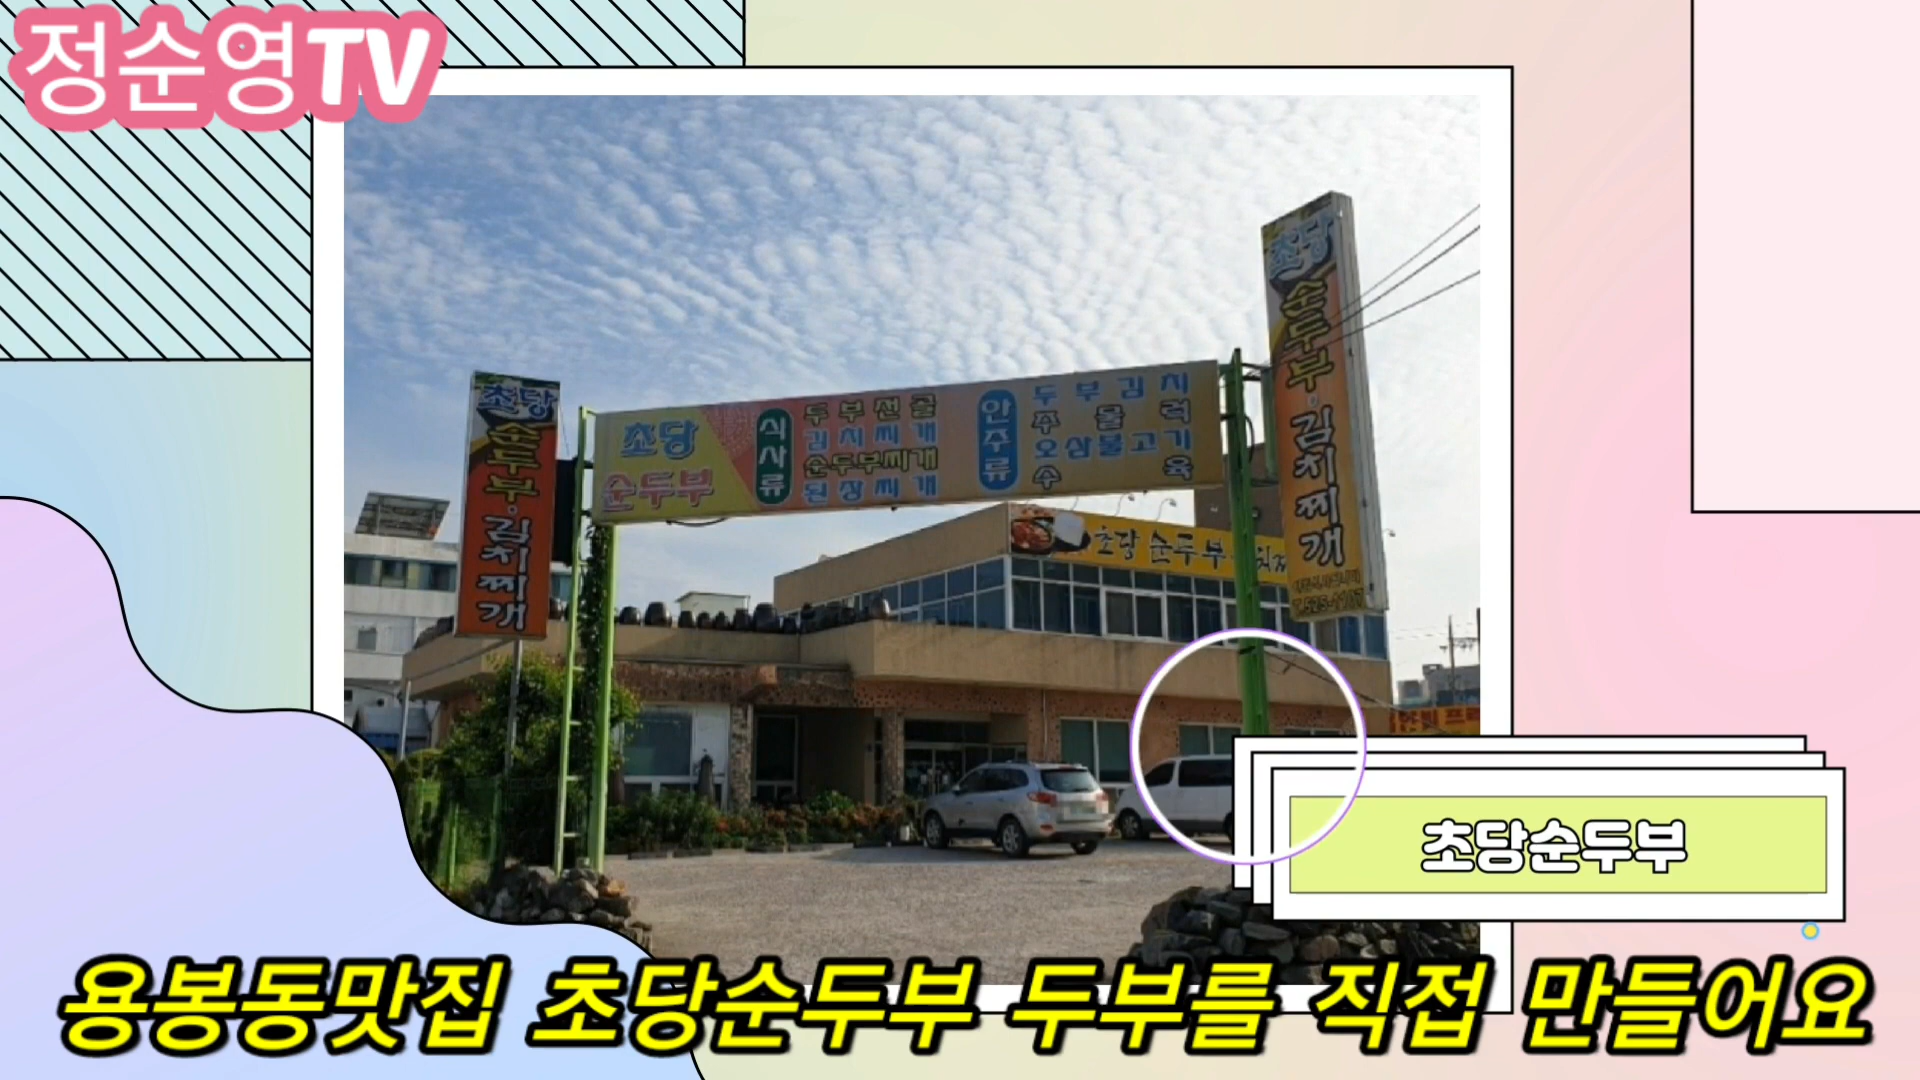 정순영TV
초당
순두부·김치찌개
초당
순두부
식사류
두부전골
김치찌개
순두부찌개
된장찌개
안주류
두부김치
주물럭
오삼불고기
수육
초당
순두부·김치찌개
T.525-1107
초당 순두부
초당순두부
용봉동맛집 초당순두부 두부를 직접 만들어요